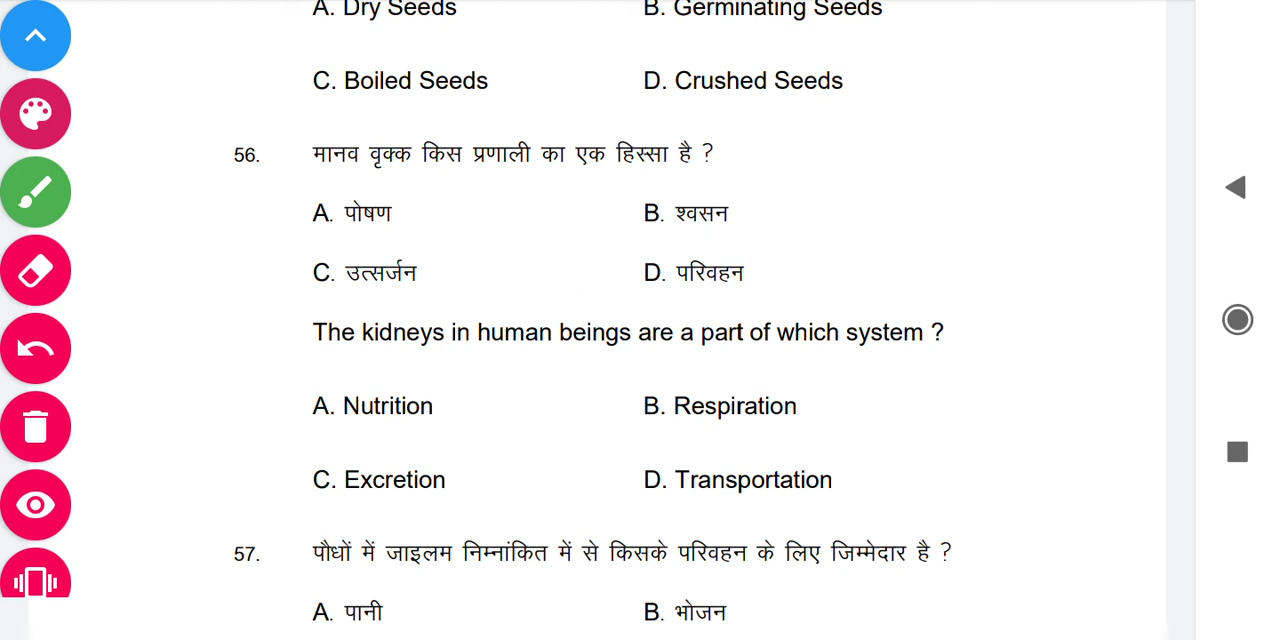 A. Dry Seeds B. Germinating Seeds
C. Boiled Seeds D. Crushed Seeds
56. मानव वृक्क किस प्रणाली का एक हिस्सा है ?
A. पोषण B. श्वसन
C. उत्सर्जन D. परिवहन
The kidneys in human beings are a part of which system ?
A. Nutrition B. Respiration
C. Excretion D. Transportation
57. पौधों में जाइलम निम्नांकित में से किसके परिवहन के लिए जिम्मेदार है ?
A. पानी B. भोजन